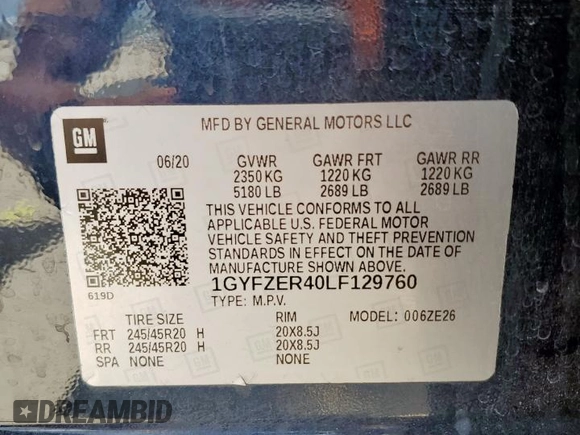 GM
MFD BY GENERAL MOTORS LLC
06/20 GVWR GAWR FRT GAWR RR
2350 KG 1220 KG 1220 KG
5180 LB 2689 LB 2689 LB
THIS VEHICLE CONFORMS TO ALL
APPLICABLE U.S. FEDERAL MOTOR
VEHICLE SAFETY AND THEFT PREVENTION
STANDARDS IN EFFECT ON THE DATE OF
MANUFACTURE SHOWN ABOVE.
619D
1GYFZER40LF129760
TYPE: M.P.V.
TIRE SIZE RIM MODEL: 006ZE26
FRT 245/45R20 H 20X8.5J
RR 245/45R20 H 20X8.5J
SPA NONE NONE
DREAMBID